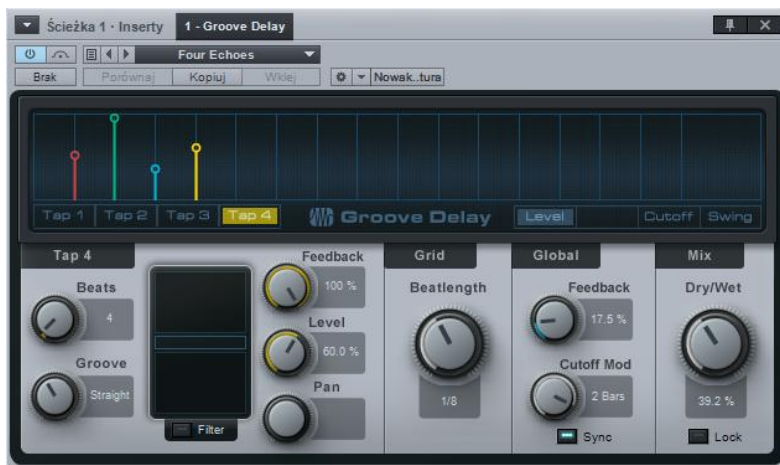 Ścieżka 1 · Inserty 1 - Groove Delay
Four Echoes
Brak Porównaj Kopiuj Wklej Nowak..tura
Tap 1 Tap 2 Tap 3 Tap 4 Groove Delay Level Cutoff Swing
Tap 4 Feedback Grid Global Mix
Beats 100 % Beatlength Feedback Dry/Wet
4 Level 17.5 %
Groove 60.0 % Cutoff Mod
Straight Pan 1/8 2 Bars 39.2 %
Filter Sync Lock